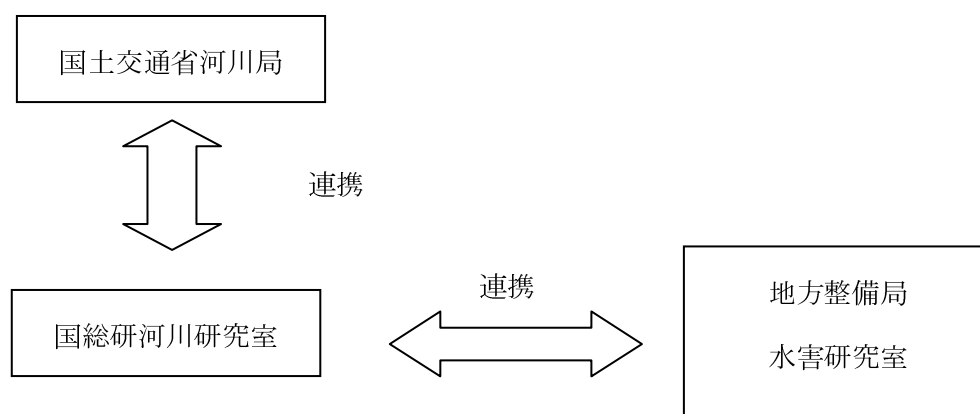 国土交通省河川局
連携
連携
国総研河川研究室
地方整備局
水害研究室